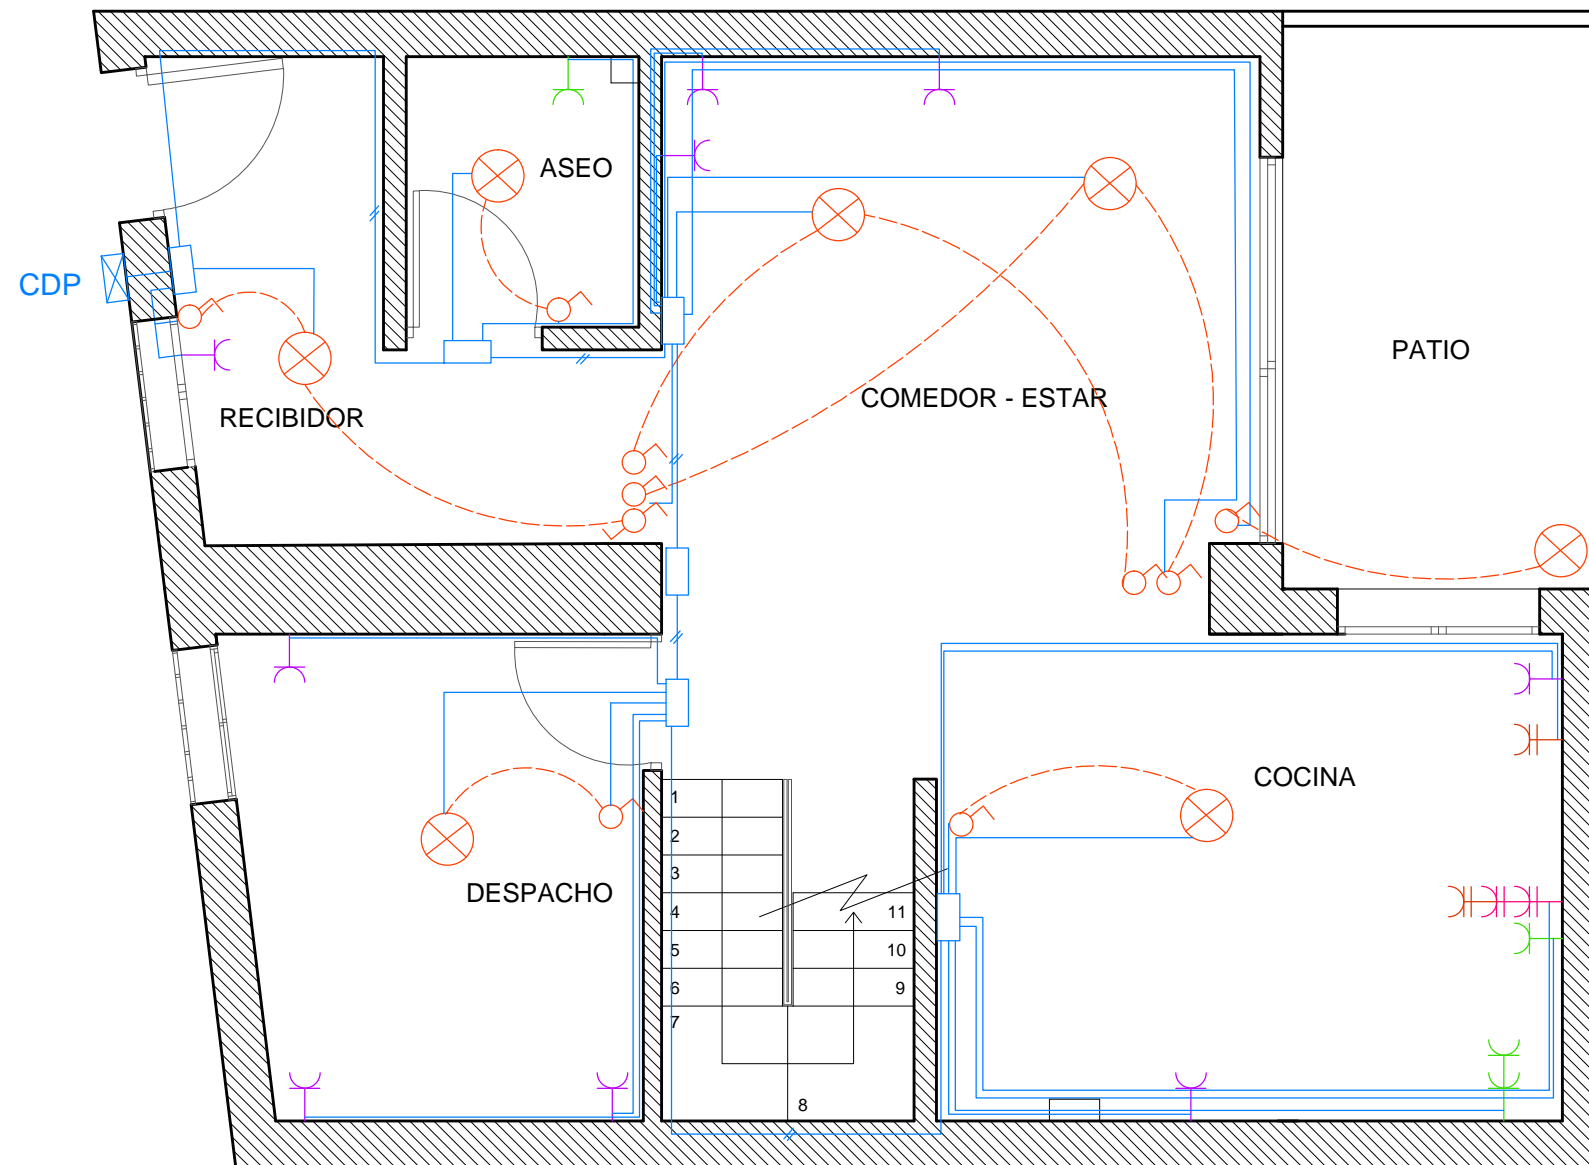 ASEO
CDP
PATIO
COMEDOR - ESTAR
RECIBIDOR
COCINA
DESPACHO
1
2
3
4
5
6
7
8
9
10
11